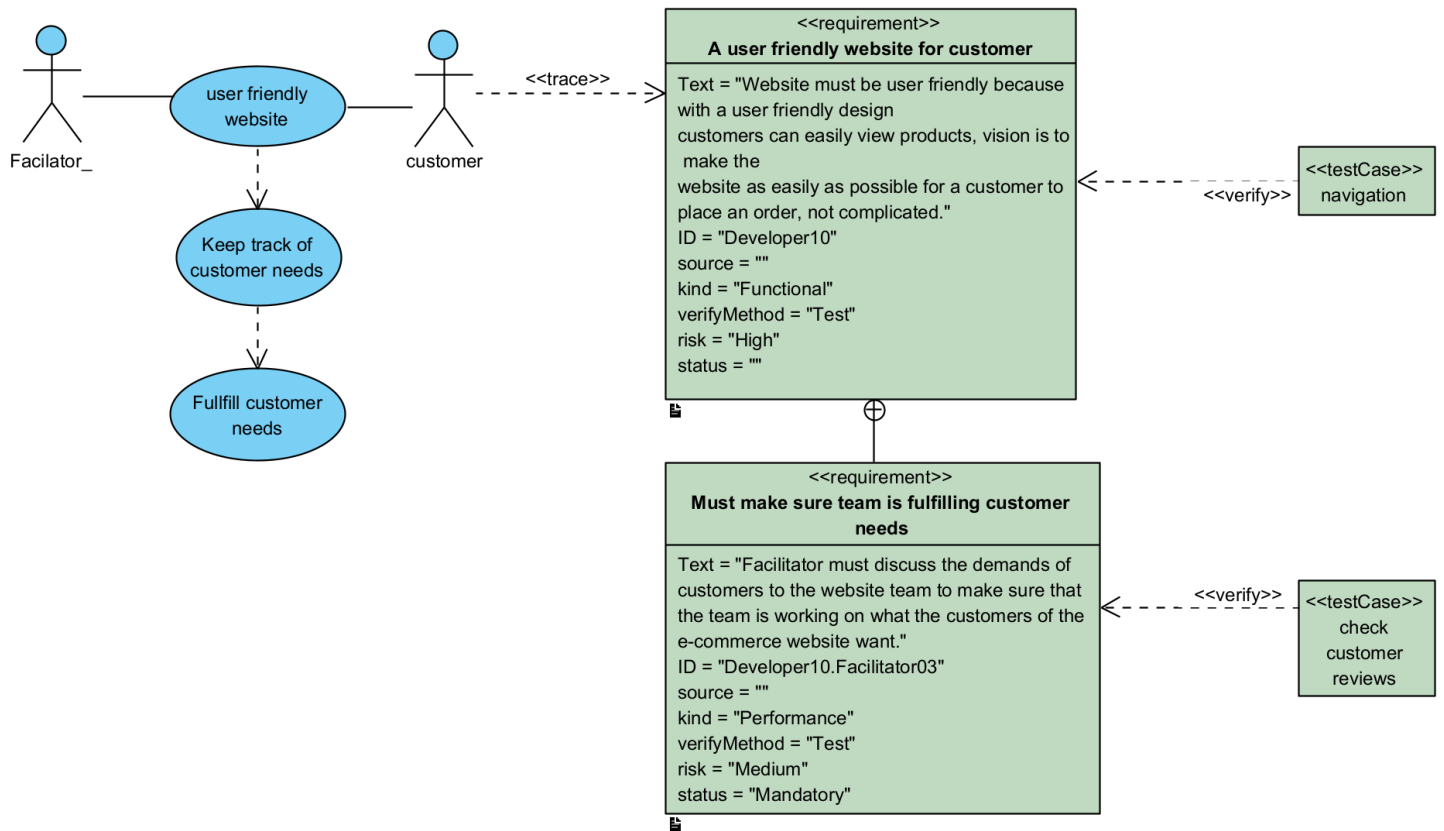 Facilator_
user friendly
website
customer
Keep track of
customer needs
Fullfill customer
needs
<<trace>>
<<requirement>>
A user friendly website for customer
Text = "Website must be user friendly because
with a user friendly design
customers can easily view products, vision is to
make the
website as easily as possible for a customer to
place an order, not complicated."
ID = "Developer10"
source = ""
kind = "Functional"
verifyMethod = "Test"
risk = "High"
status = ""
<<verify>>
<<testCase>>
navigation
<<requirement>>
Must make sure team is fulfilling customer
needs
Text = "Facilitator must discuss the demands of
customers to the website team to make sure that
the team is working on what the customers of the
e-commerce website want."
ID = "Developer10.Facilitator03"
source = ""
kind = "Performance"
verifyMethod = "Test"
risk = "Medium"
status = "Mandatory"
<<verify>>
<<testCase>>
check
customer
reviews